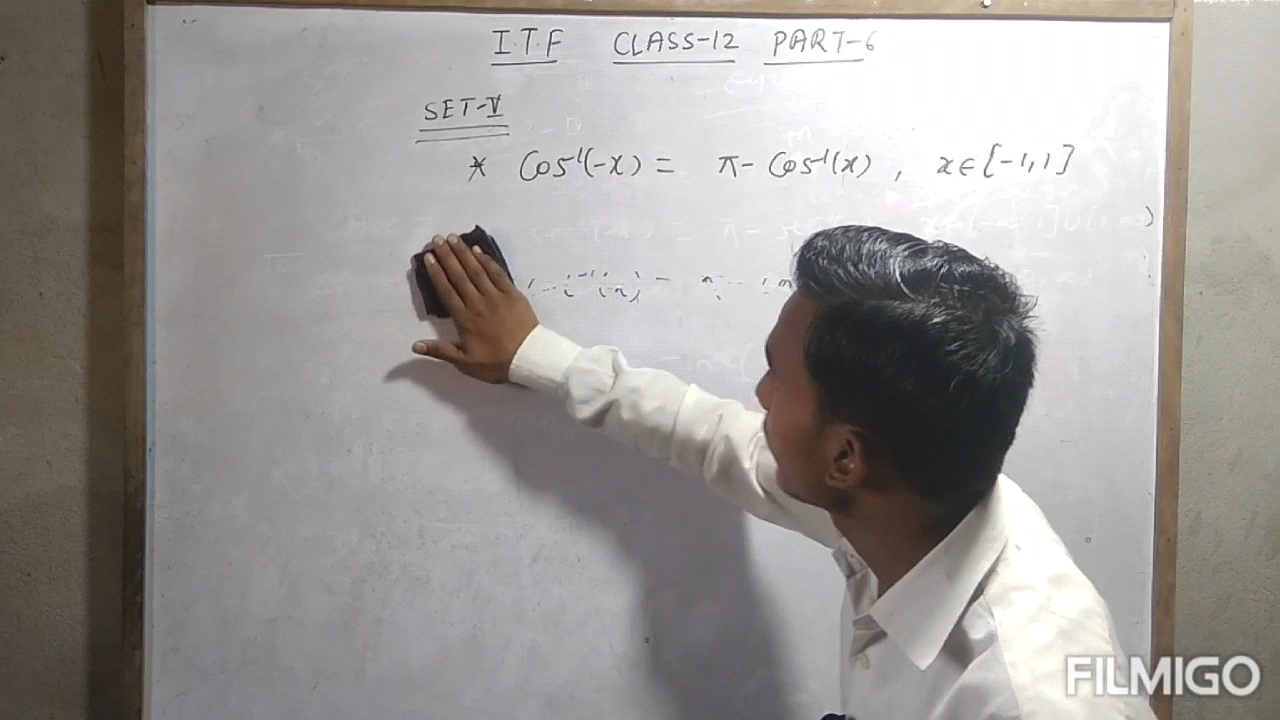 I.T.F CLASS-12 PART-6
SET-V
* Cos⁻¹(-x) = π - Cos⁻¹(x) , x ∈ [-1, 1]
FILMIGO